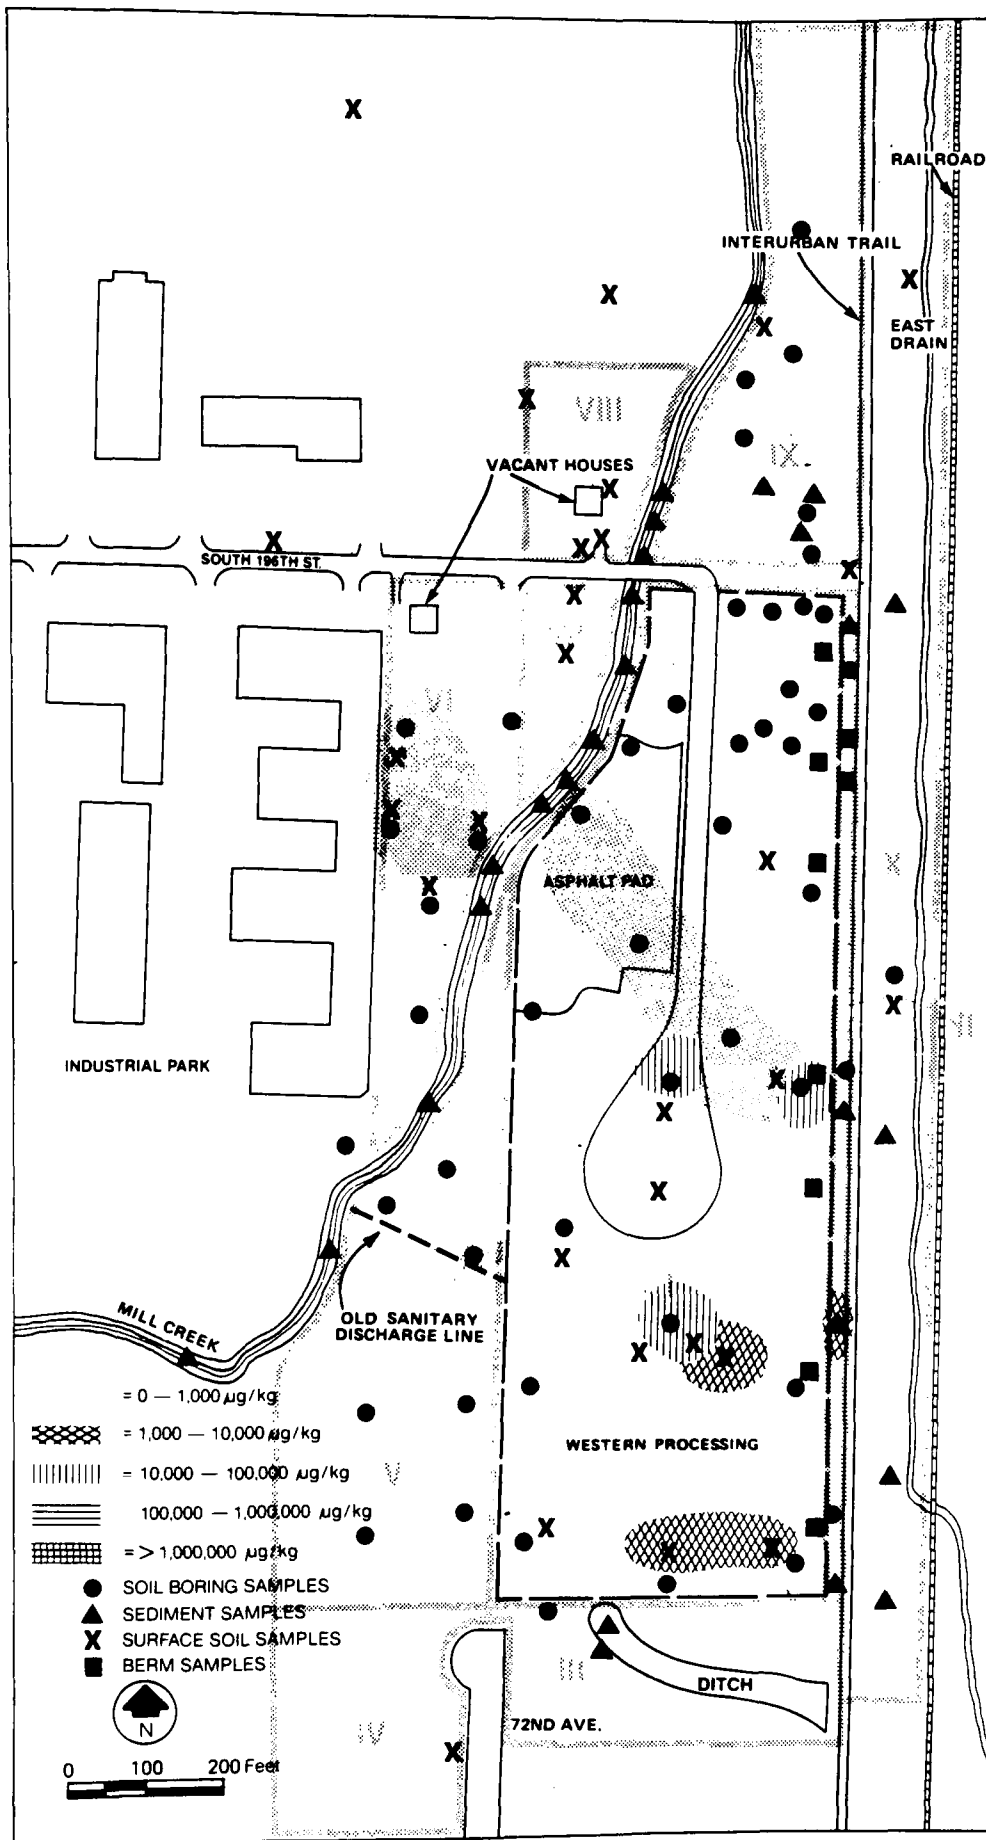 RAILROAD
INTERURBAN TRAIL
EAST
DRAIN
VIII
IX
VACANT HOUSES
SOUTH 196TH ST.
VI
X
ASPHALT PAD
INDUSTRIAL PARK
OLD SANITARY
DISCHARGE LINE
MILL CREEK
= 0 — 1,000 µg/kg
= 1,000 — 10,000 µg/kg
= 10,000 — 100,000 µg/kg
100,000 — 1,000,000 µg/kg
= > 1,000,000 µg/kg
WESTERN PROCESSING
V
SOIL BORING SAMPLES
SEDIMENT SAMPLES
X SURFACE SOIL SAMPLES
BERM SAMPLES
III
DITCH
72ND AVE.
IV
N
0 100 200 Feet